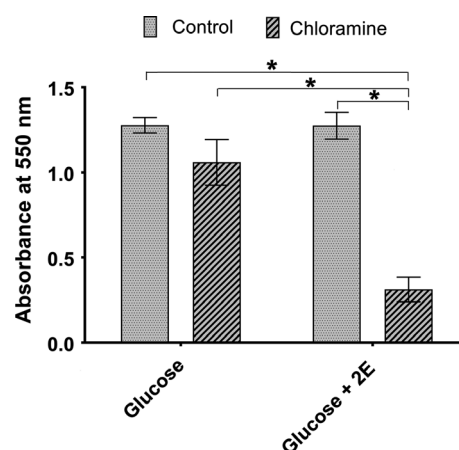 Control Chloramine
*
*
*
1.5
1.0
0.5
0.0
Absorbance at 550 nm
Glucose
Glucose + 2E